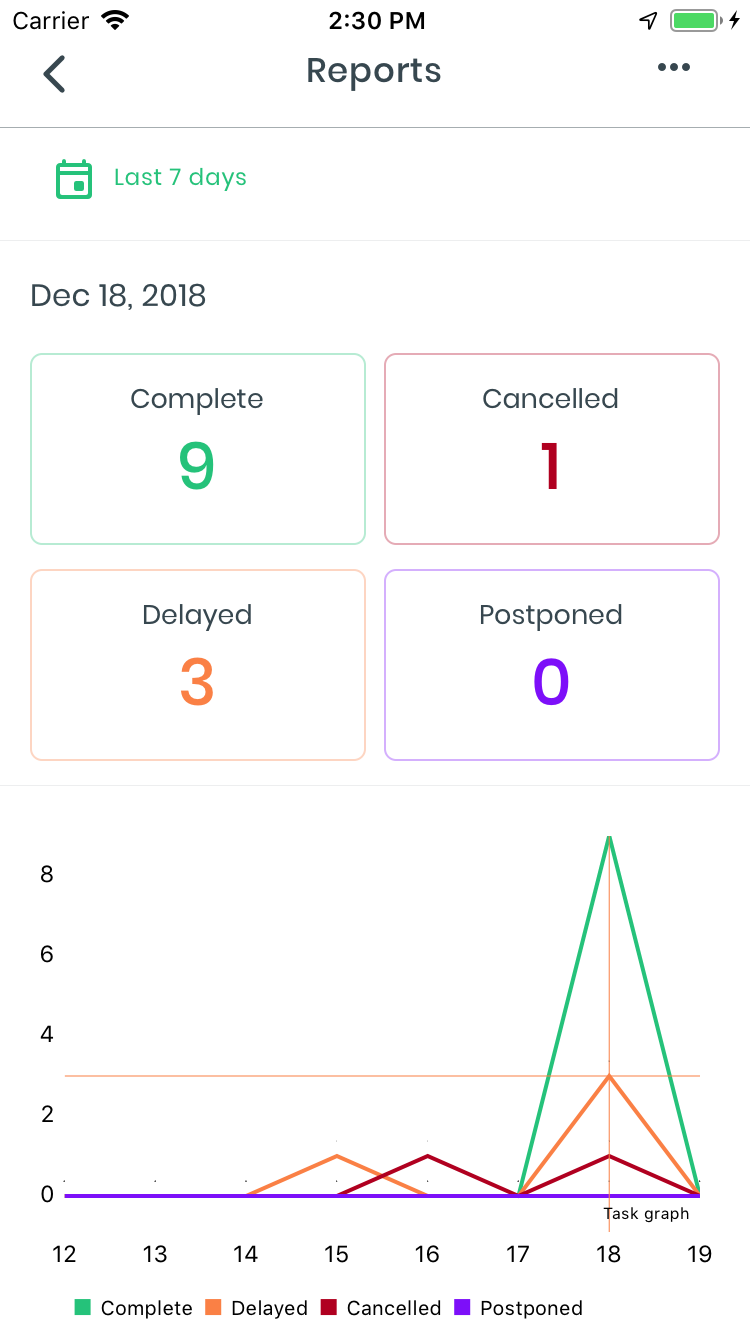 Carrier 2:30 PM
Reports
Last 7 days
Dec 18, 2018
Complete Cancelled
9 1
Delayed Postponed
3 0
8
6
4
2
0
Task graph
12 13 14 15 16 17 18 19
Complete Delayed Cancelled Postponed